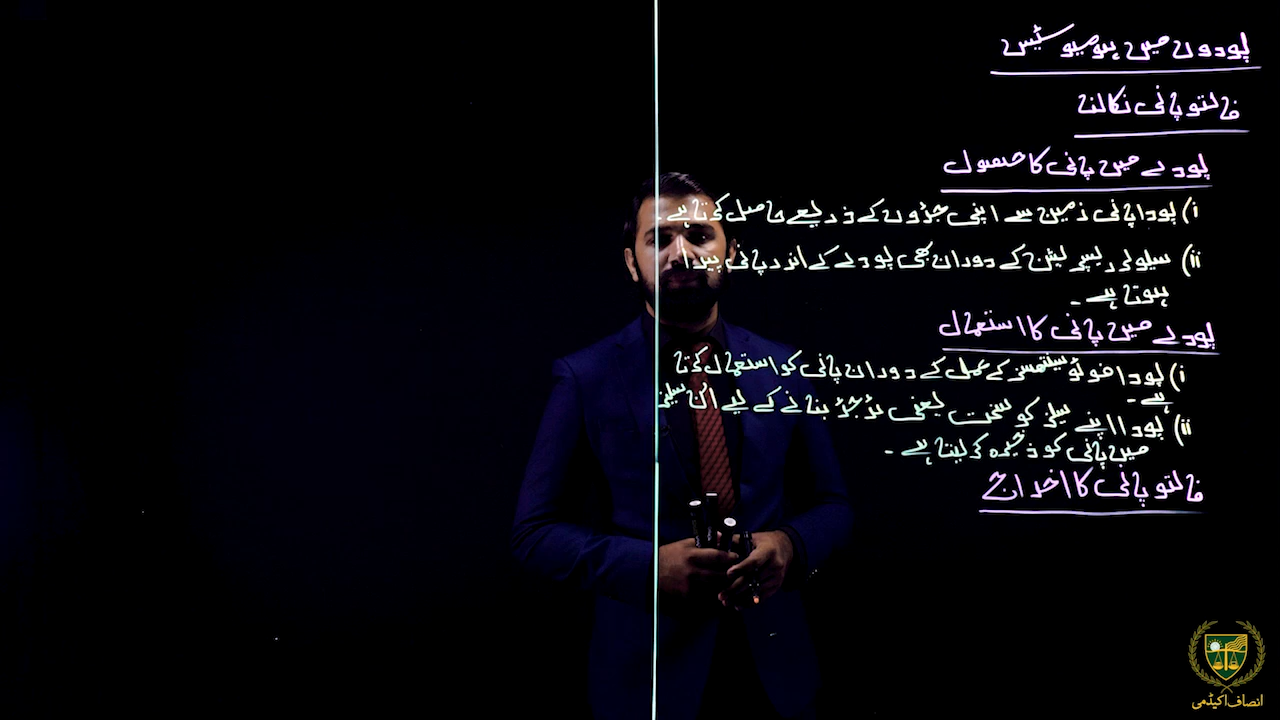 پودوں میں ہومیوسٹیسس
فالتو پانی نکالنا
پودے میں پانی کا حصول
i) پودا پانی زمین سے اپنی جڑوں کے ذریعے حاصل کرتا ہے۔
ii) سیلولر ریسپریشن کے دوران بھی پودے کے اندر پانی پیدا
ہوتا ہے۔
پودے میں پانی کا استعمال
i) پودا فوٹوسنتھیسز کے عمل کے دوران پانی کو استعمال کرتا
ہے۔
ii) پودا اپنے سیلز کو سخت یعنی ٹرجڈ بنانے کے لیے ان سیلز
میں پانی کو ذخیرہ کر لیتا ہے۔
فالتو پانی کا اخراج
انصاف اکیڈمی